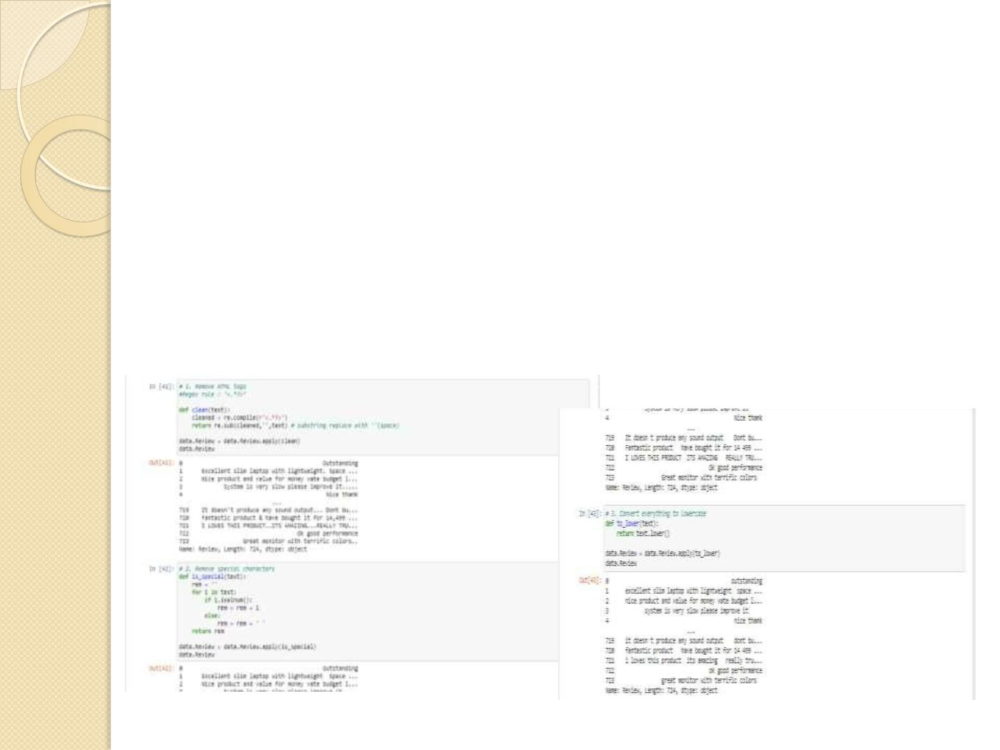 In [41]: # 1. Remove HTML Tags
#Regex rule : '<.*?>'
def clean(text):
cleaned = re.compile(r'<.*?>')
return re.sub(cleaned,'',text) # substring replace with ''(space)
data.Review = data.Review.apply(clean)
data.Review
Out[41]: 0 Outstanding
1 Excellent slim laptop with lightweight. Space ...
2 Nice product and value for money vate budget l...
3 System is very slow please improve it.....
4 Nice thank
...
719 It doesn't produce any sound output... Dont bu...
720 Fantastic product & have bought it for 14,499 ...
721 I LOVES THIS PRODUCT..ITS AMAZING...REALLY TRU...
722 Ok good performance
723 Great monitor with terrific colors..
Name: Review, Length: 724, dtype: object
In [42]: # 2. Remove special characters
def is_special(text):
rem = ''
for i in text:
if i.isalnum():
rem = rem + i
else:
rem = rem + ' '
return rem
data.Review = data.Review.apply(is_special)
data.Review
Out[42]: 0 Outstanding
1 Excellent slim laptop with lightweight Space ...
2 Nice product and value for money vate budget l...
3 System is very slow please improve it
4 Nice thank
...
719 It doesn t produce any sound output Dont bu...
720 Fantastic product have bought it for 14 499 ...
721 I LOVES THIS PRODUCT ITS AMAZING REALLY TRU...
722 Ok good performance
723 Great monitor with terrific colors
Name: Review, Length: 724, dtype: object
In [43]: # 3. Convert everything to lowercase
def to_lower(text):
return text.lower()
data.Review = data.Review.apply(to_lower)
data.Review
Out[43]: 0 outstanding
1 excellent slim laptop with lightweight space ...
2 nice product and value for money vate budget l...
3 system is very slow please improve it
4 nice thank
...
719 it doesn t produce any sound output dont bu...
720 fantastic product have bought it for 14 499 ...
721 i loves this product its amazing really tru...
722 ok good performance
723 great monitor with terrific colors
Name: Review, Length: 724, dtype: object